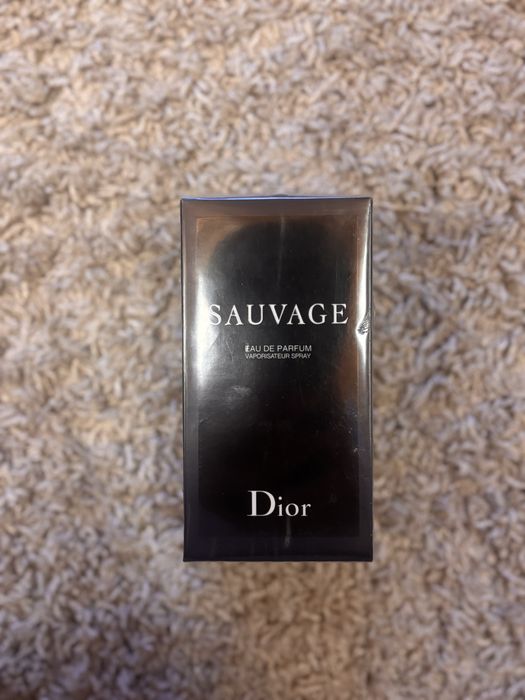 SAUVAGE
EAU DE PARFUM
VAPORISATEUR SPRAY
Dior